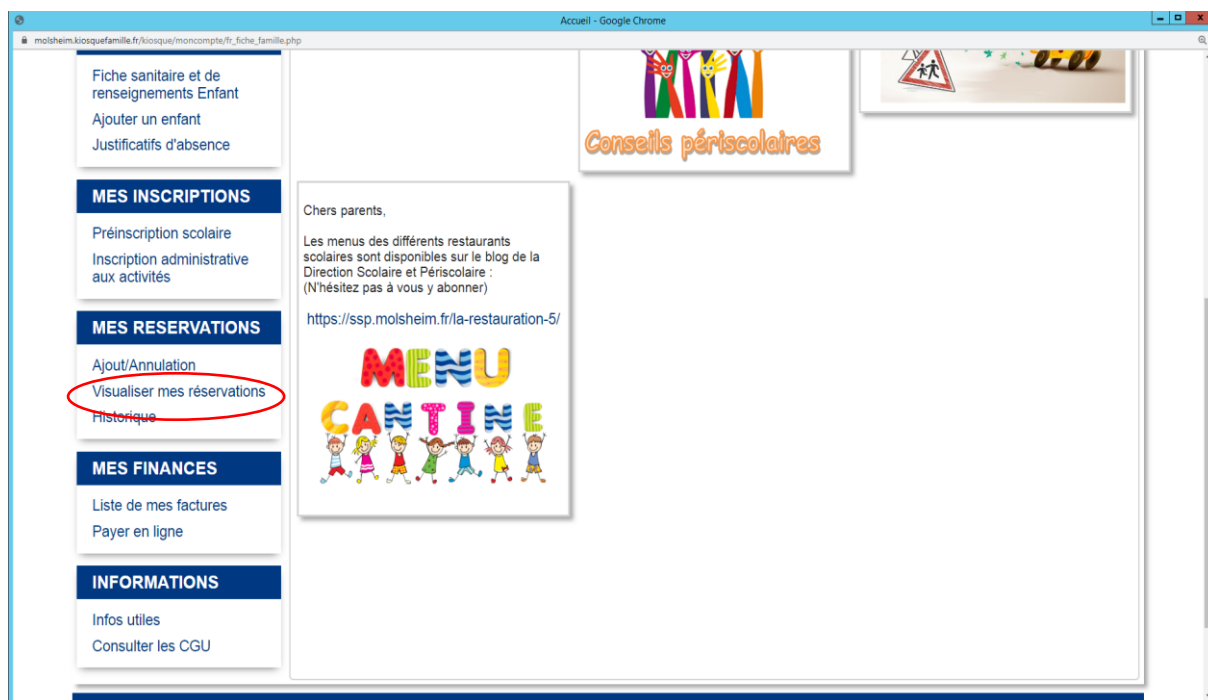 Accueil - Google Chrome
molsheim.kiosquefamille.fr/kiosque/moncompte/fr_fiche_famille.php
Fiche sanitaire et de
renseignements Enfant
Ajouter un enfant
Justificatifs d'absence
Conseils périscolaires
MES INSCRIPTIONS
Préinscription scolaire
Inscription administrative
aux activités
Chers parents,
Les menus des différents restaurants
scolaires sont disponibles sur le blog de la
Direction Scolaire et Périscolaire :
(N'hésitez pas à vous y abonner)
https://ssp.molsheim.fr/la-restauration-5/
MENU
CANTINE
MES RESERVATIONS
Ajout/Annulation
Visualiser mes réservations
Historique
MES FINANCES
Liste de mes factures
Payer en ligne
INFORMATIONS
Infos utiles
Consulter les CGU